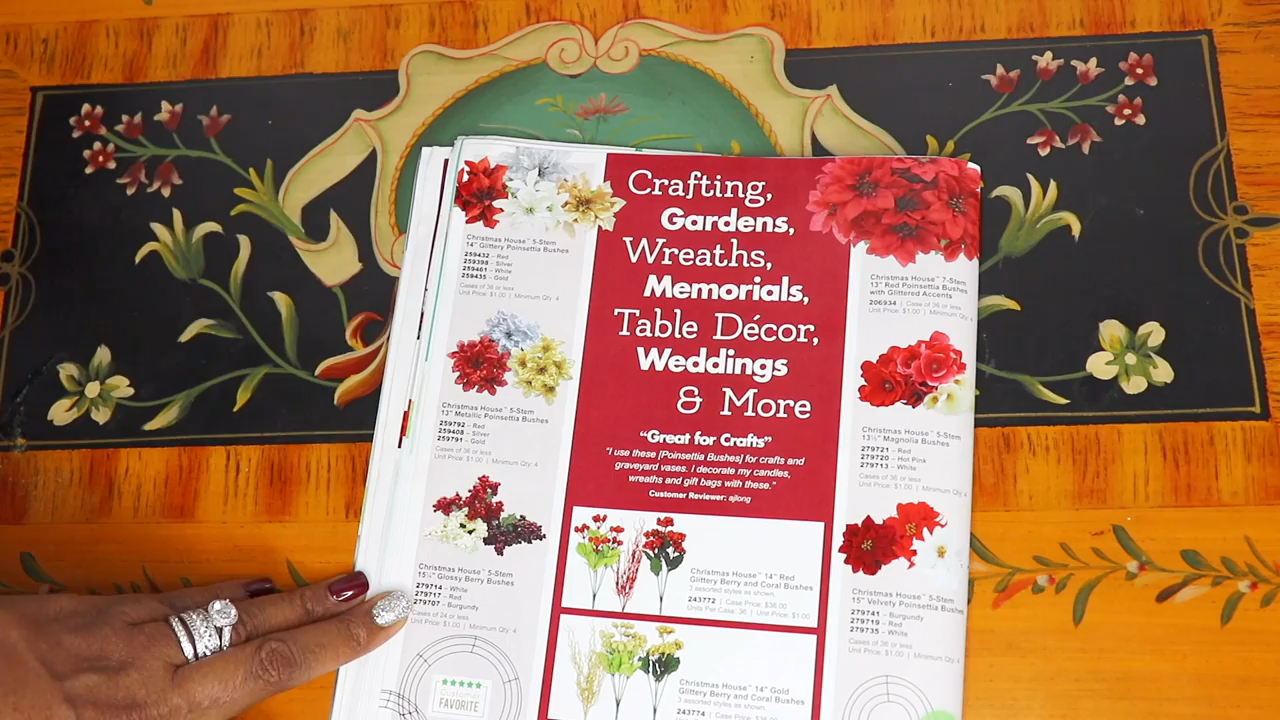 Christmas House™ 5-Stem
14" Glittery Poinsettia Bushes
259432 – Red
259398 – Silver
259461 – White
259435 – Gold
Cases of 36 or less
Unit Price: $1.00 | Minimum Qty: 4
Christmas House™ 5-Stem
13" Metallic Poinsettia Bushes
259792 – Red
259408 – Silver
259791 – Gold
Cases of 36 or less
Unit Price: $1.00 | Minimum Qty: 4
Christmas House™ 5-Stem
15¼" Glossy Berry Bushes
279714 – White
279717 – Red
279707 – Burgundy
Cases of 24 or less
Unit Price: $1.00 | Minimum Qty: 4
Customer
FAVORITE
Crafting,
Gardens,
Wreaths,
Memorials,
Table Décor,
Weddings
& More
"Great for Crafts"
"I use these [Poinsettia Bushes] for crafts and
graveyard vases. I decorate my candles,
wreaths and gift bags with these."
Customer Reviewer: ajlong
Christmas House™ 14" Red
Glittery Berry and Coral Bushes
3 assorted styles as shown.
243772 | Case Price: $36.00
Units Per Case: 36 | Unit Price: $1.00
Christmas House™ 14" Gold
Glittery Berry and Coral Bushes
3 assorted styles as shown.
243774 | Case Price: $36.00
Christmas House™ 7-Stem
13" Red Poinsettia Bushes
with Glittered Accents
206934 | Case of 36 or less
Unit Price: $1.00 | Minimum Qty: 4
Christmas House™ 5-Stem
13½" Magnolia Bushes
279721 – Red
279720 – Hot Pink
279713 – White
Cases of 36 or less
Unit Price: $1.00 | Minimum Qty: 4
Christmas House™ 5-Stem
15" Velvety Poinsettia Bushes
279741 – Burgundy
279719 – Red
279735 – White
Cases of 36 or less
Unit Price: $1.00 | Minimum Qty: 4